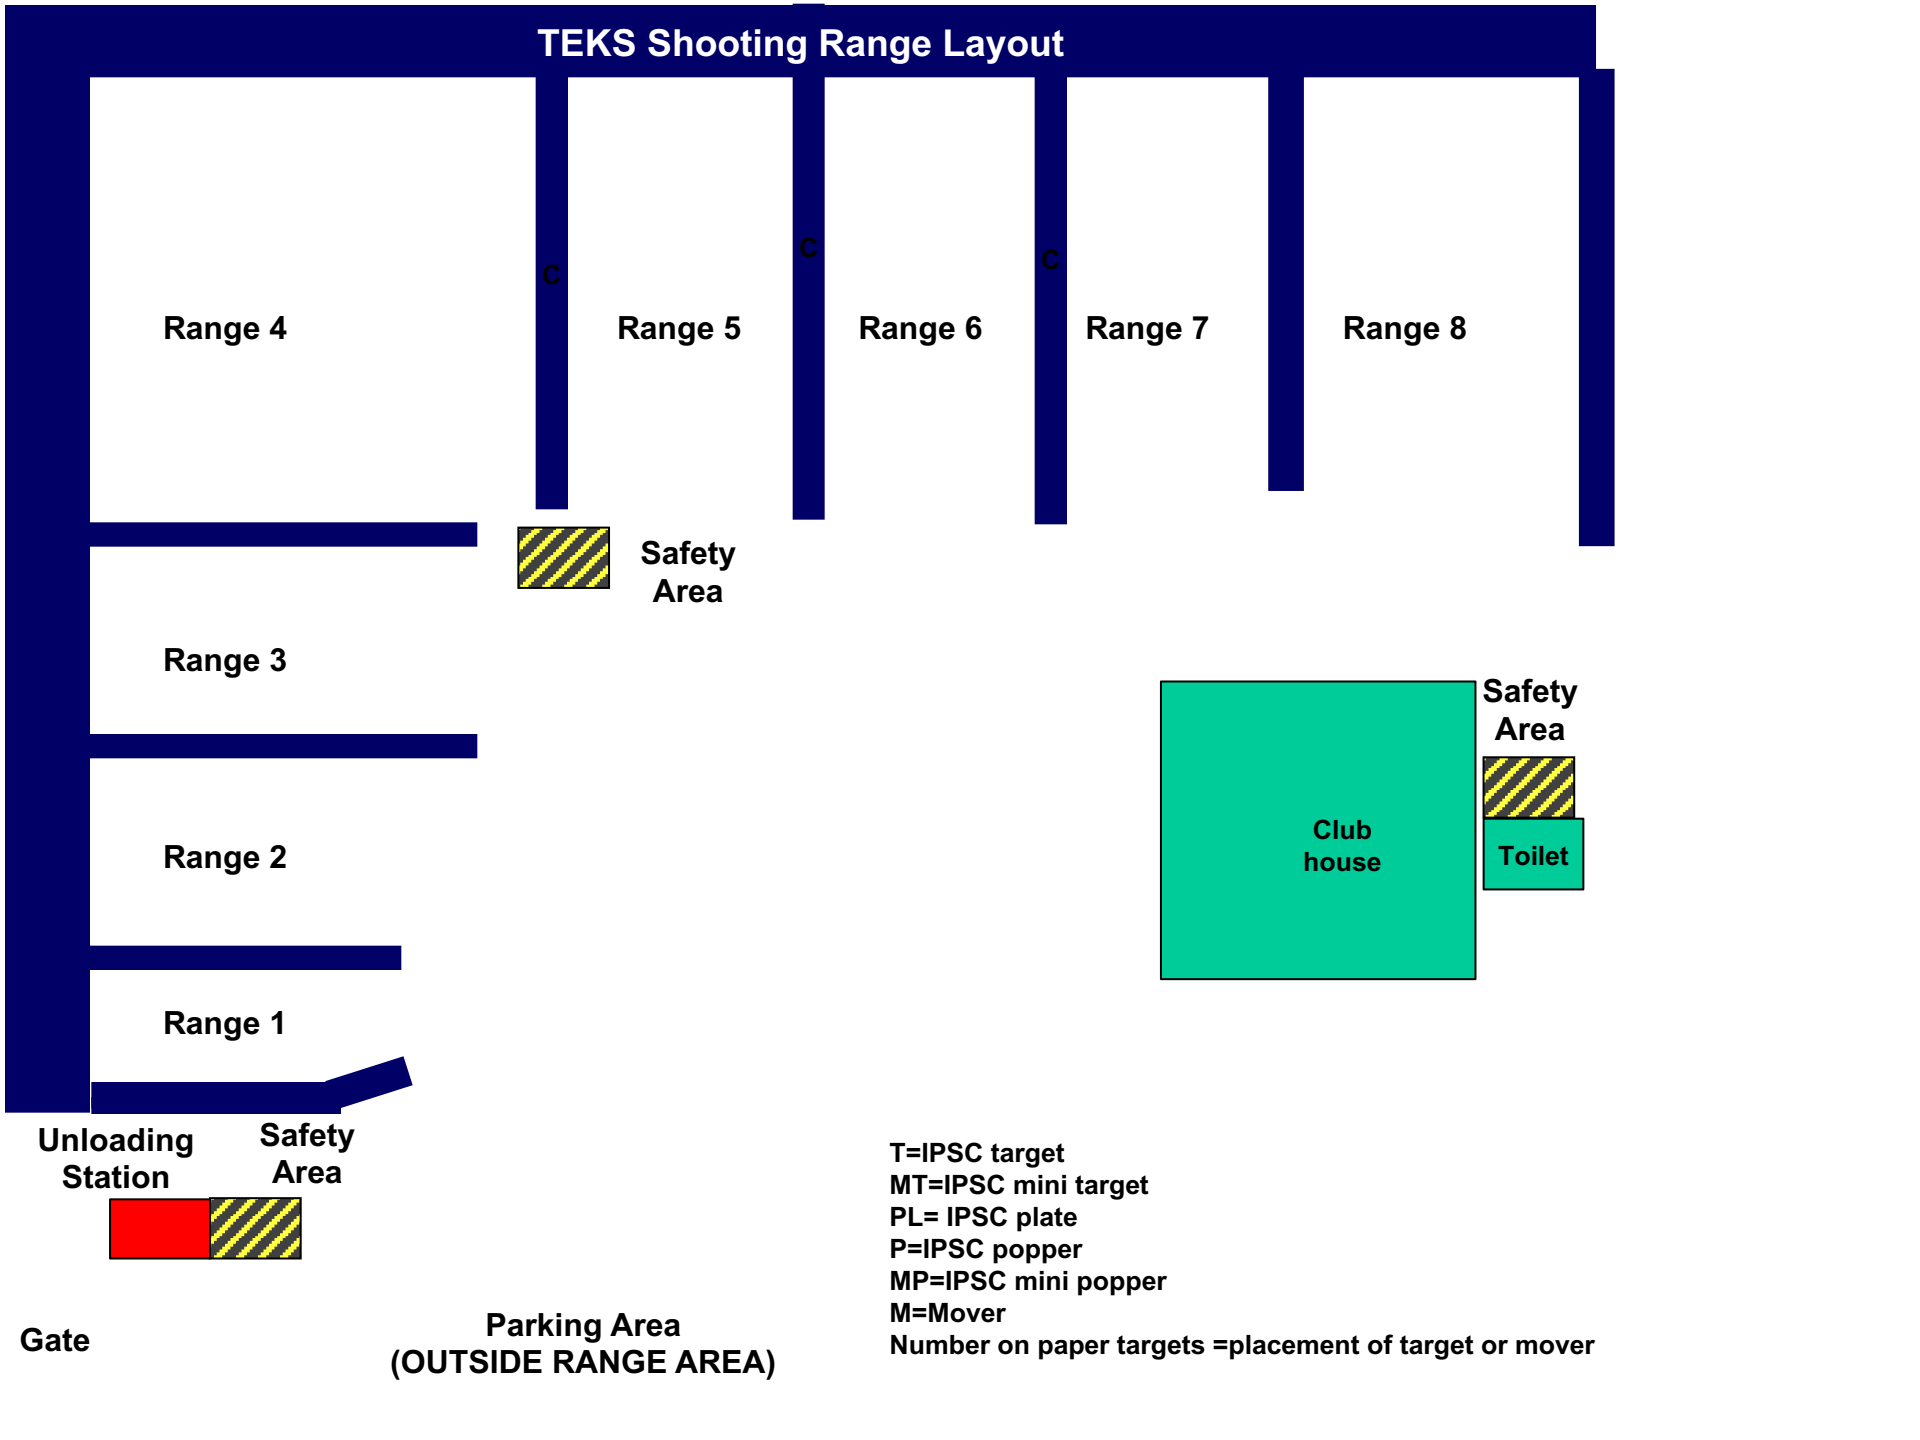 TEKS Shooting Range Layout
C
C
C
Range 4
Range 5
Range 6
Range 7
Range 8
Safety
Area
Range 3
Safety
Area
Range 2
Club
house
Toilet
Range 1
Unloading
Station
Safety
Area
T=IPSC target
MT=IPSC mini target
PL= IPSC plate
P=IPSC popper
MP=IPSC mini popper
M=Mover
Number on paper targets =placement of target or mover
Gate
Parking Area
(OUTSIDE RANGE AREA)